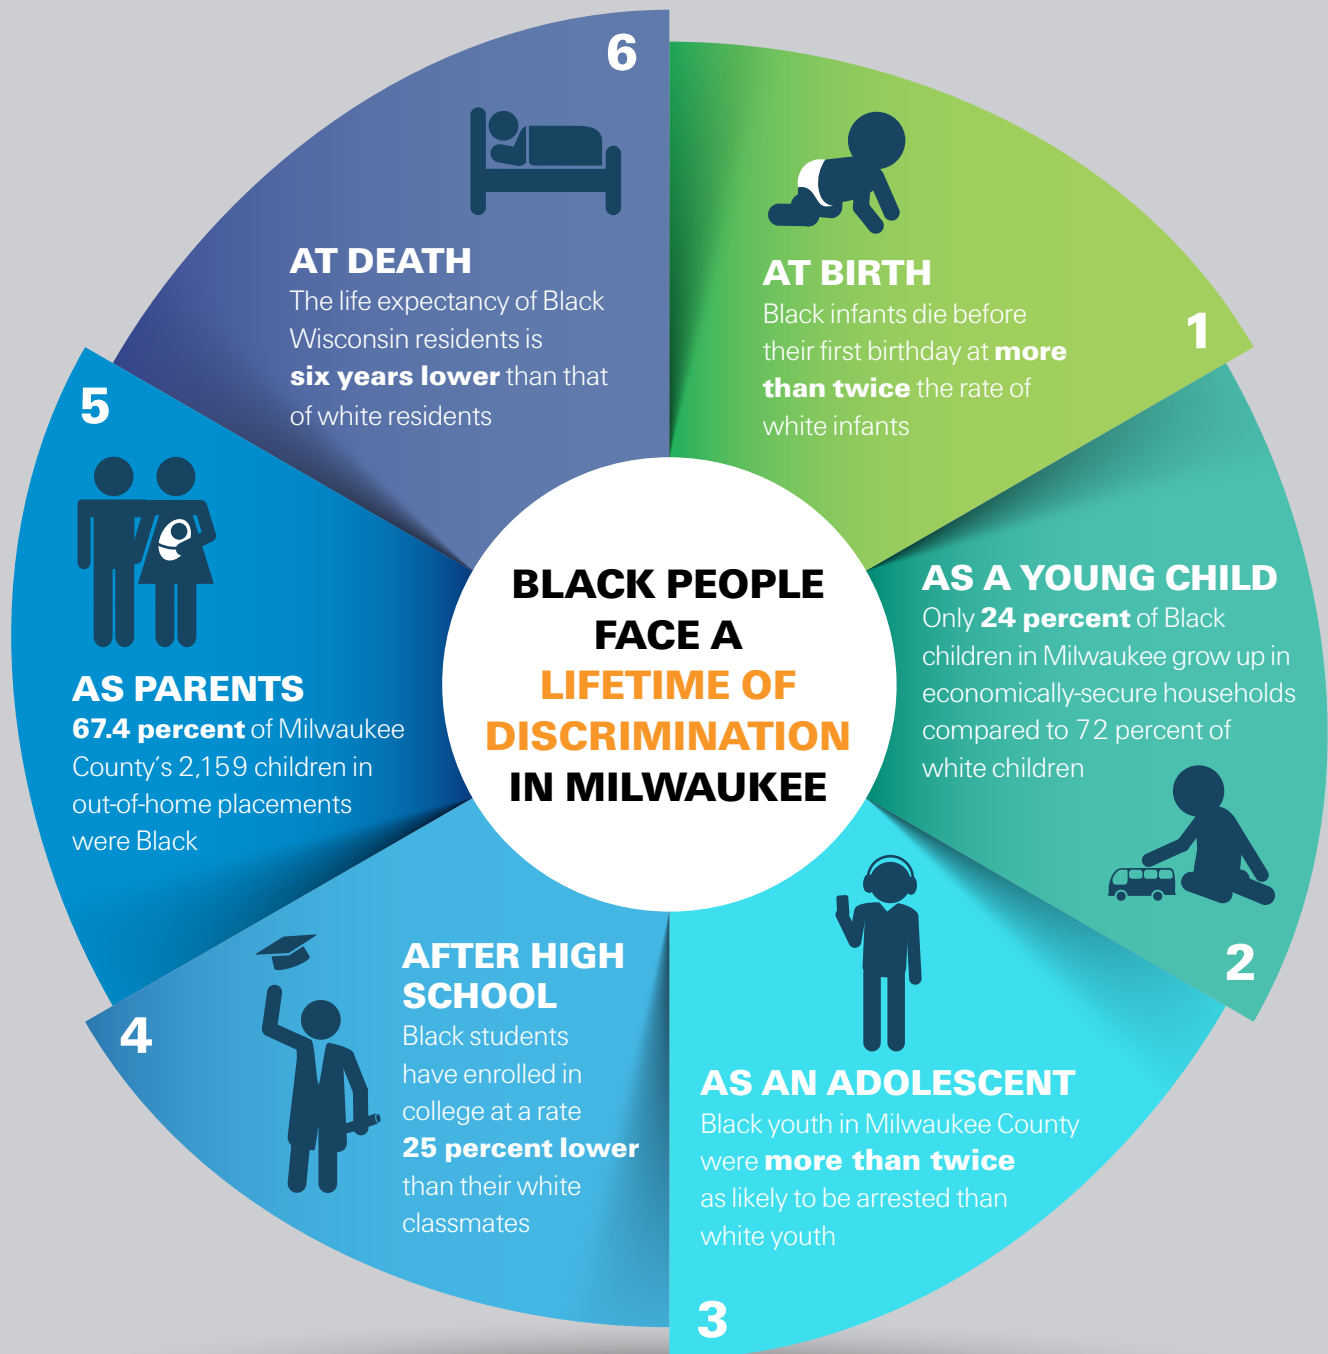 BLACK PEOPLE
FACE A
LIFETIME OF
DISCRIMINATION
IN MILWAUKEE
1
AT BIRTH
Black infants die before
their first birthday at more
than twice the rate of
white infants
AS A YOUNG CHILD
Only 24 percent of Black
children in Milwaukee grow up in
economically-secure households
compared to 72 percent of
white children
2
AS AN ADOLESCENT
Black youth in Milwaukee County
were more than twice
as likely to be arrested than
white youth
3
4
AFTER HIGH
SCHOOL
Black students
have enrolled in
college at a rate
25 percent lower
than their white
classmates
5
AS PARENTS
67.4 percent of Milwaukee
County's 2,159 children in
out-of-home placements
were Black
6
AT DEATH
The life expectancy of Black
Wisconsin residents is
six years lower than that
of white residents